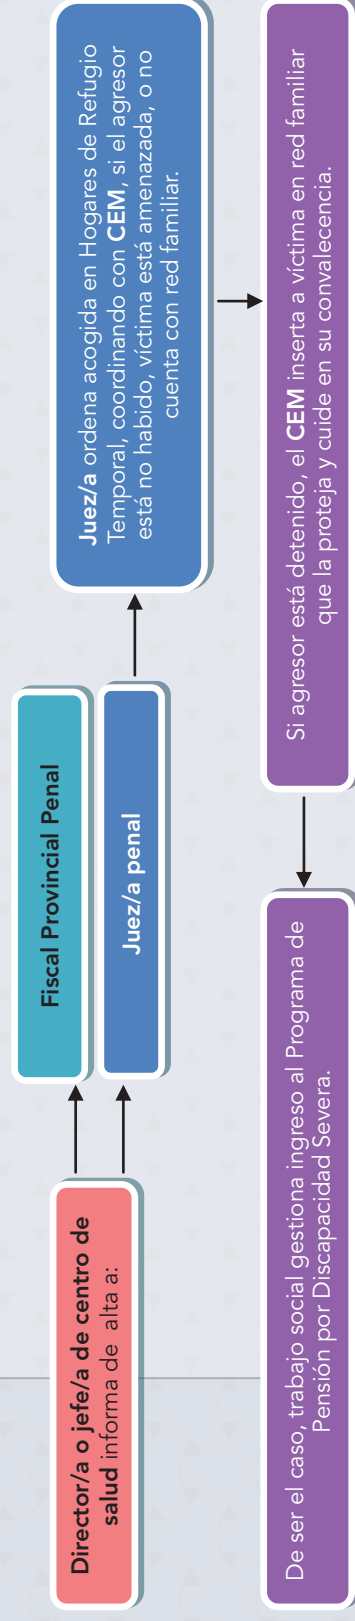 Director/a o jefe/a de centro de
salud informa de alta a:
Fiscal Provincial Penal
Juez/a penal
Juez/a ordena acogida en Hogares de Refugio
Temporal, coordinando con CEM, si el agresor
está no habido, víctima está amenazada, o no
cuenta con red familiar.
Si agresor está detenido, el CEM inserta a víctima en red familiar
que la proteja y cuide en su convalecencia.
De ser el caso, trabajo social gestiona ingreso al Programa de
Pensión por Discapacidad Severa.